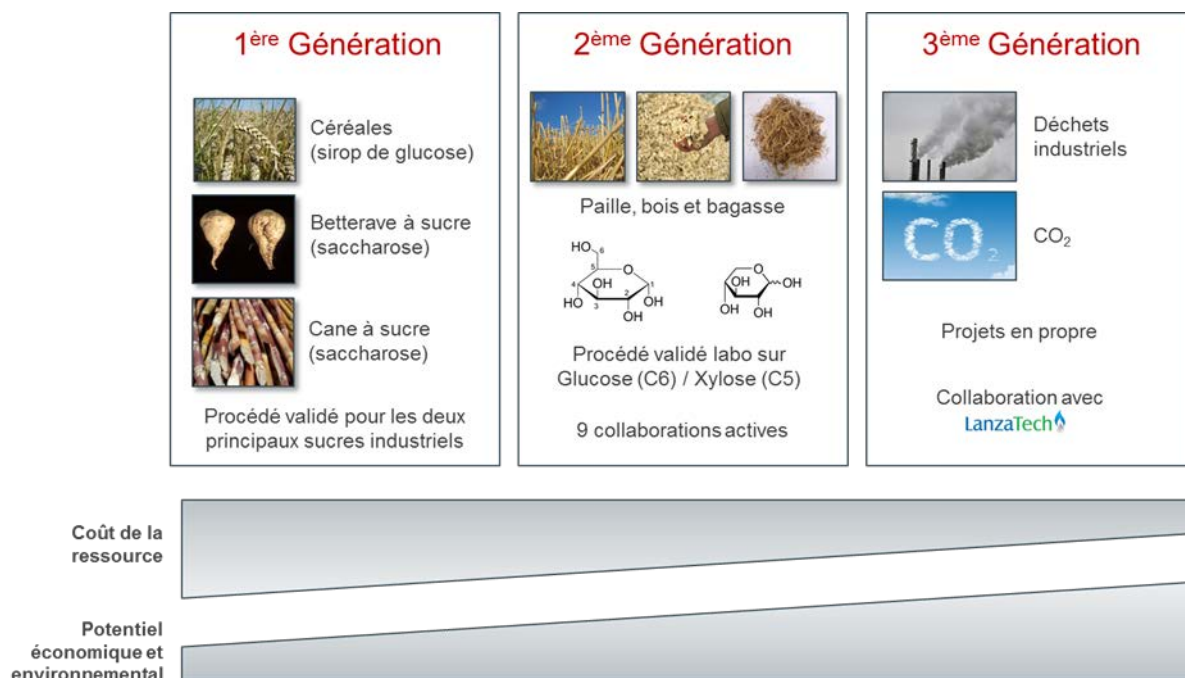 1ère Génération
Céréales
(sirop de glucose)
Betterave à sucre
(saccharose)
Cane à sucre
(saccharose)
Procédé validé pour les deux
principaux sucres industriels
2ème Génération
Paille, bois et bagasse
HO
6
5
O
4
HO
OH
3
2
1
OH
OH
O
OH
OH
OH
OH
Procédé validé labo sur
Glucose (C6) / Xylose (C5)
9 collaborations actives
3ème Génération
Déchets
industriels
CO2
CO₂
Projets en propre
Collaboration avec
LanzaTech
Coût de la
ressource
Potentiel
économique et
environnemental